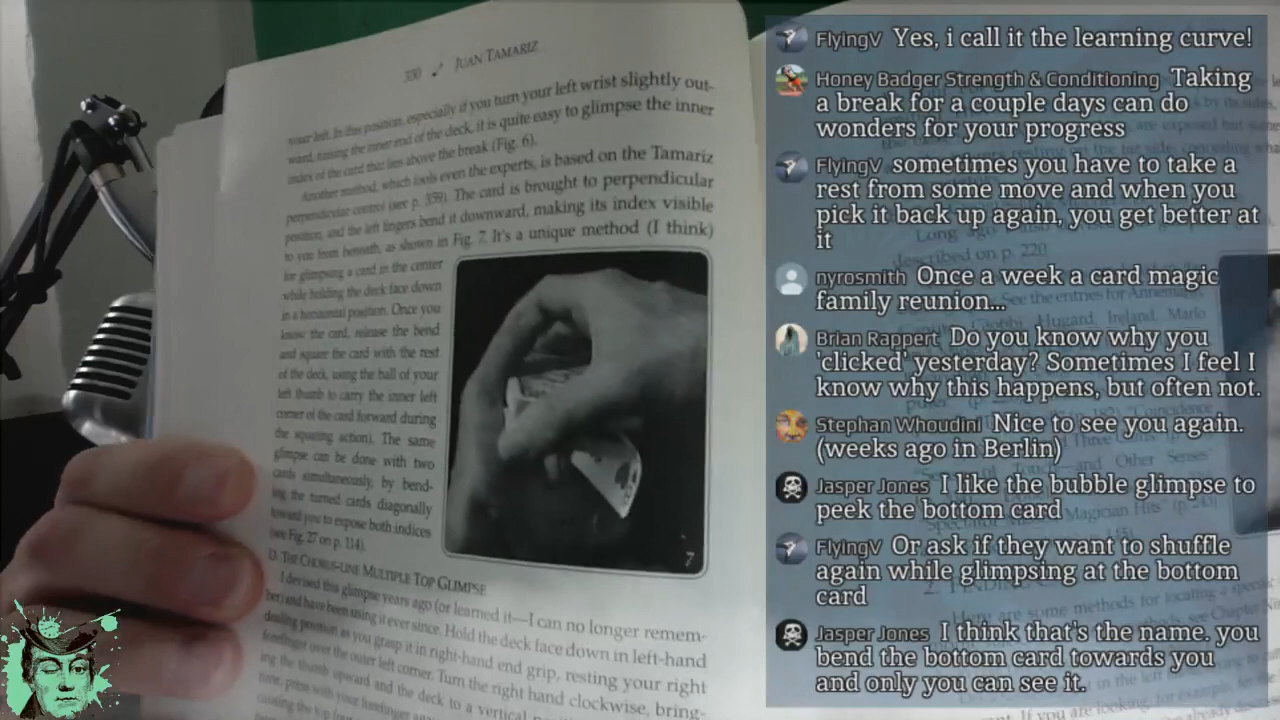 330 JUAN TAMARIZ
your left. In this position, especially if you turn your left wrist slightly out-
ward, raising the inner end of the deck, it is quite easy to glimpse the inner
index of the card that lies above the break (Fig. 6).
Another method, which fools even the experts, is based on the Tamariz
perpendicular control (see p. 359). The card is brought to perpendicular
position, and the left fingers bend it downward, making its index visible
to you from beneath, as shown in Fig. 7. It's a unique method (I think)
for glimpsing a card in the center
while holding the deck face down
in a horizontal position. Once you
know the card, release the bend
and square the card with the rest
of the deck, using the ball of your
left thumb to carry the inner left
corner of the card forward during
the squaring action). The same
glimpse can be done with two
cards simultaneously, by bend-
ing the turned cards diagonally
toward you to expose both indices
(see Fig. 27 on p. 114).
7
D. THE CHORUS-LINE MULTIPLE TOP GLIMPSE
I devised this glimpse years ago (or learned it—I can no longer remem-
ber) and have been using it ever since. Hold the deck face down in left-hand
dealing position as you grasp it in right-hand end grip, resting your right
forefinger over the outer left corner. Turn the right hand clockwise, bring-
ing the thumb upward and the deck to a vertical
FlyingV Yes, i call it the learning curve!
Honey Badger Strength & Conditioning Taking
a break for a couple days can do
wonders for your progress
FlyingV sometimes you have to take a
rest from some move and when you
pick it back up again, you get better at
it
nyrosmith Once a week a card magic
family reunion...
Brian Rappert Do you know why you
'clicked' yesterday? Sometimes I feel I
know why this happens, but often not.
Stephan Whoudini Nice to see you again.
(weeks ago in Berlin)
Jasper Jones I like the bubble glimpse to
peek the bottom card
FlyingV Or ask if they want to shuffle
again while glimpsing at the bottom
card
Jasper Jones I think that's the name. you
bend the bottom card towards you
and only you can see it.